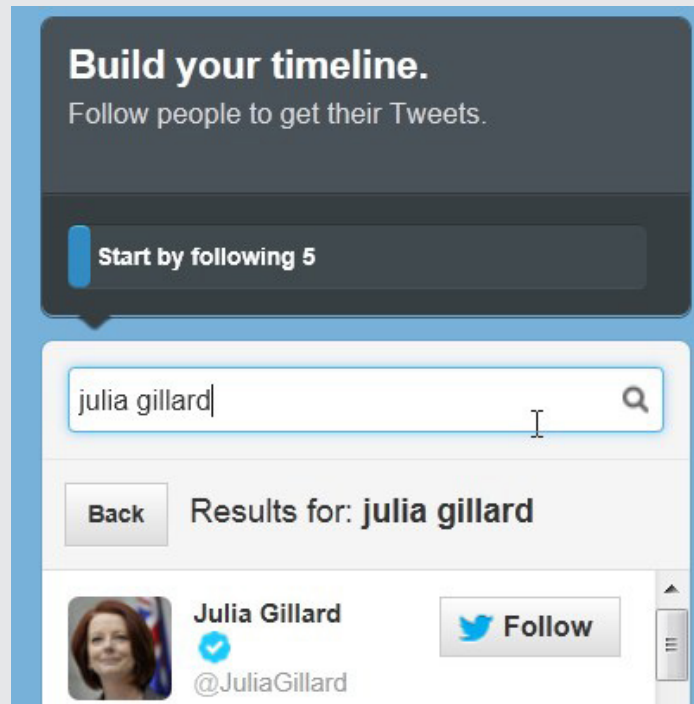 Build your timeline.
Follow people to get their Tweets.
Start by following 5
julia gillard
Back Results for: julia gillard
Julia Gillard
Follow
@JuliaGillard